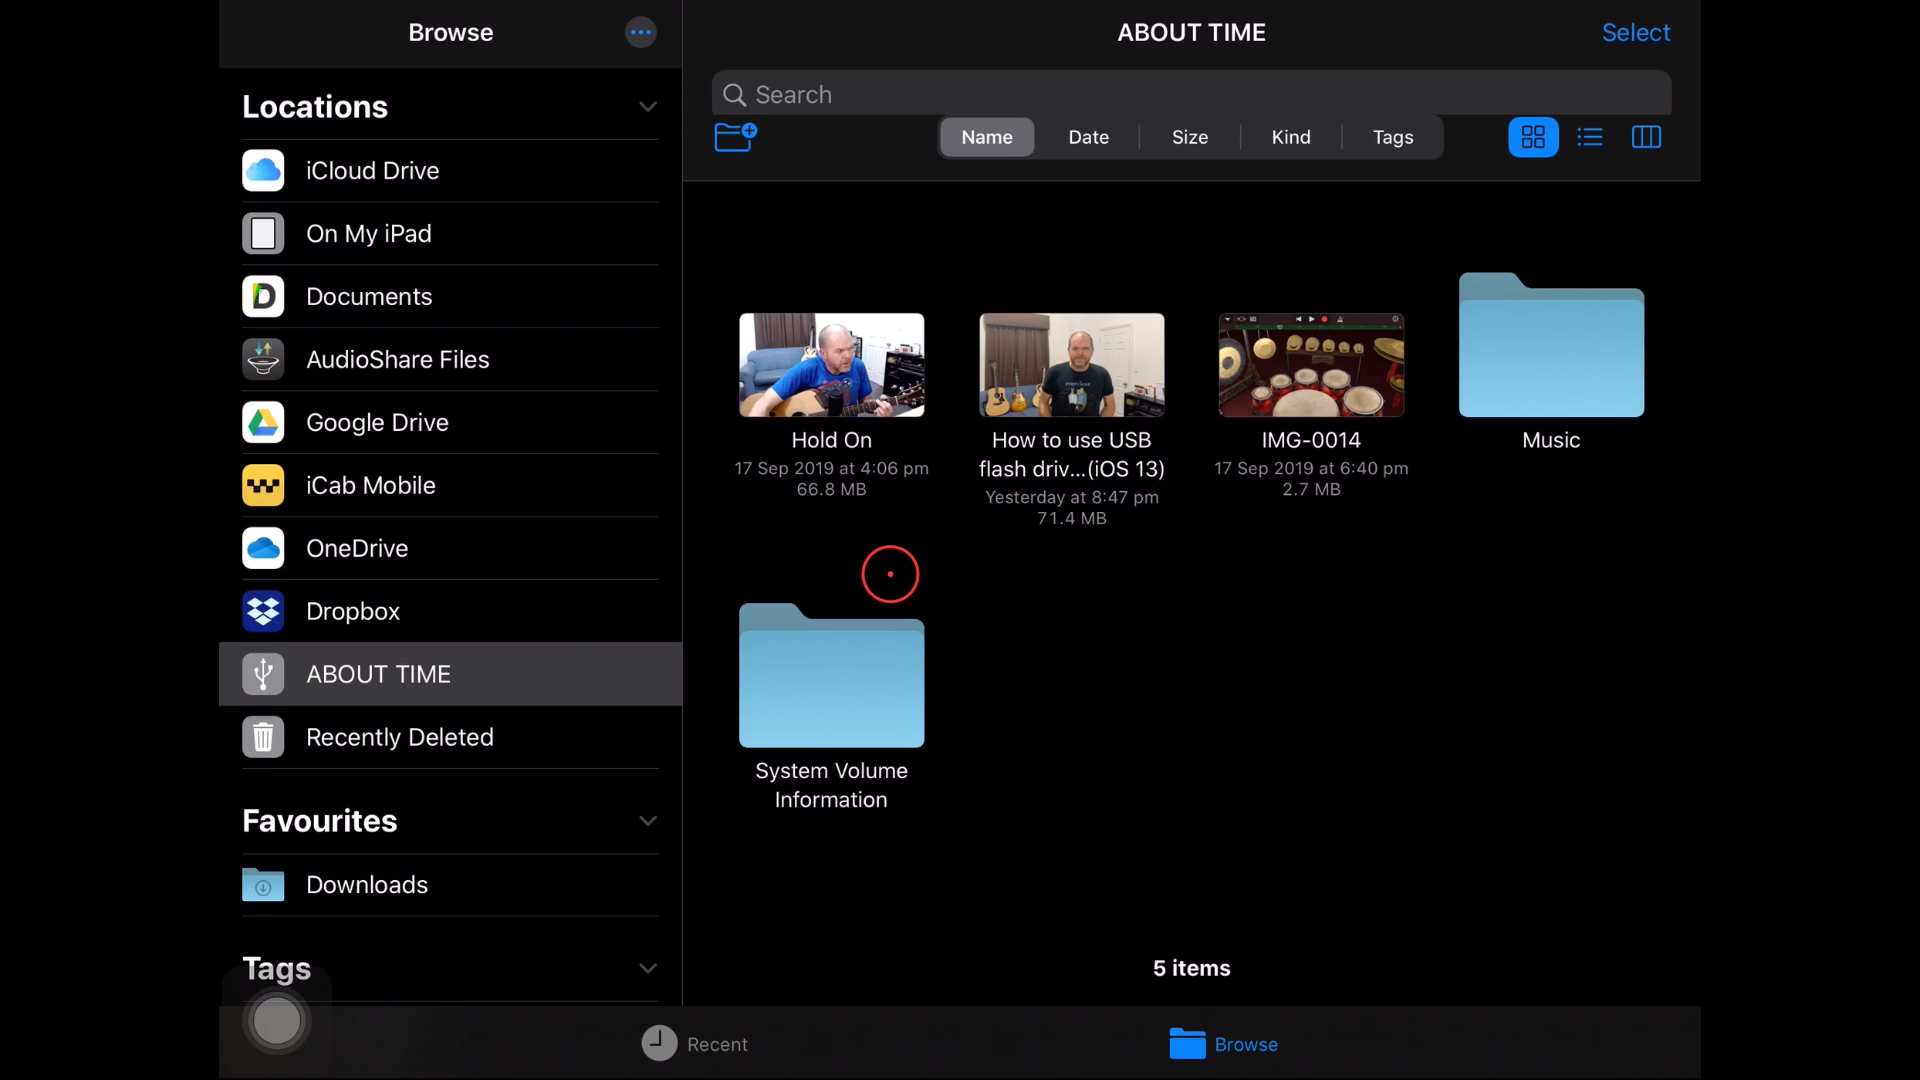 Browse
Locations
iCloud Drive
On My iPad
Documents
AudioShare Files
Google Drive
iCab Mobile
OneDrive
Dropbox
ABOUT TIME
Recently Deleted
Favourites
Downloads
Tags
ABOUT TIME
Select
Search
Name
Date
Size
Kind
Tags
Hold On
17 Sep 2019 at 4:06 pm
66.8 MB
How to use USB
flash driv...(iOS 13)
Yesterday at 8:47 pm
71.4 MB
IMG-0014
17 Sep 2019 at 6:40 pm
2.7 MB
Music
System Volume
Information
5 items
Recent
Browse